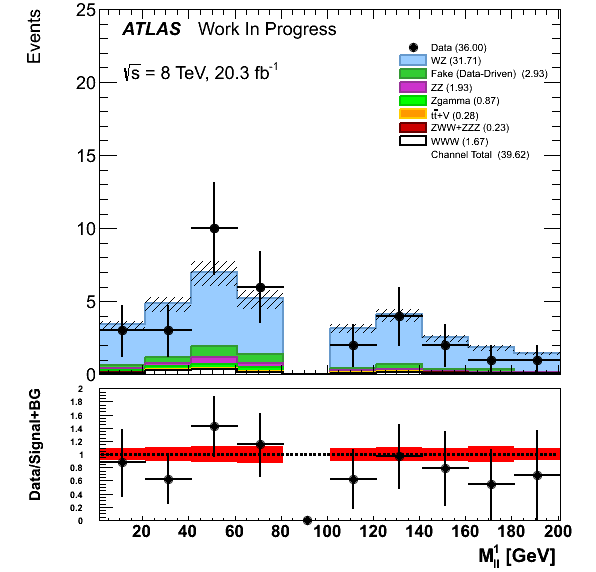 Events
25
20
15
10
5
0
ATLAS Work In Progress
√s = 8 TeV, 20.3 fb⁻¹
Data (36.00)
WZ (31.71)
Fake (Data-Driven) (2.93)
ZZ (1.93)
Zgamma (0.87)
tt̄+V (0.28)
ZWW+ZZZ (0.23)
WWW (1.67)
Channel Total (39.62)
Data/Signal+BG
2
1.8
1.6
1.4
1.2
1
0.8
0.6
0.4
0.2
0
20 40 60 80 100 120 140 160 180 200
M¹ll [GeV]